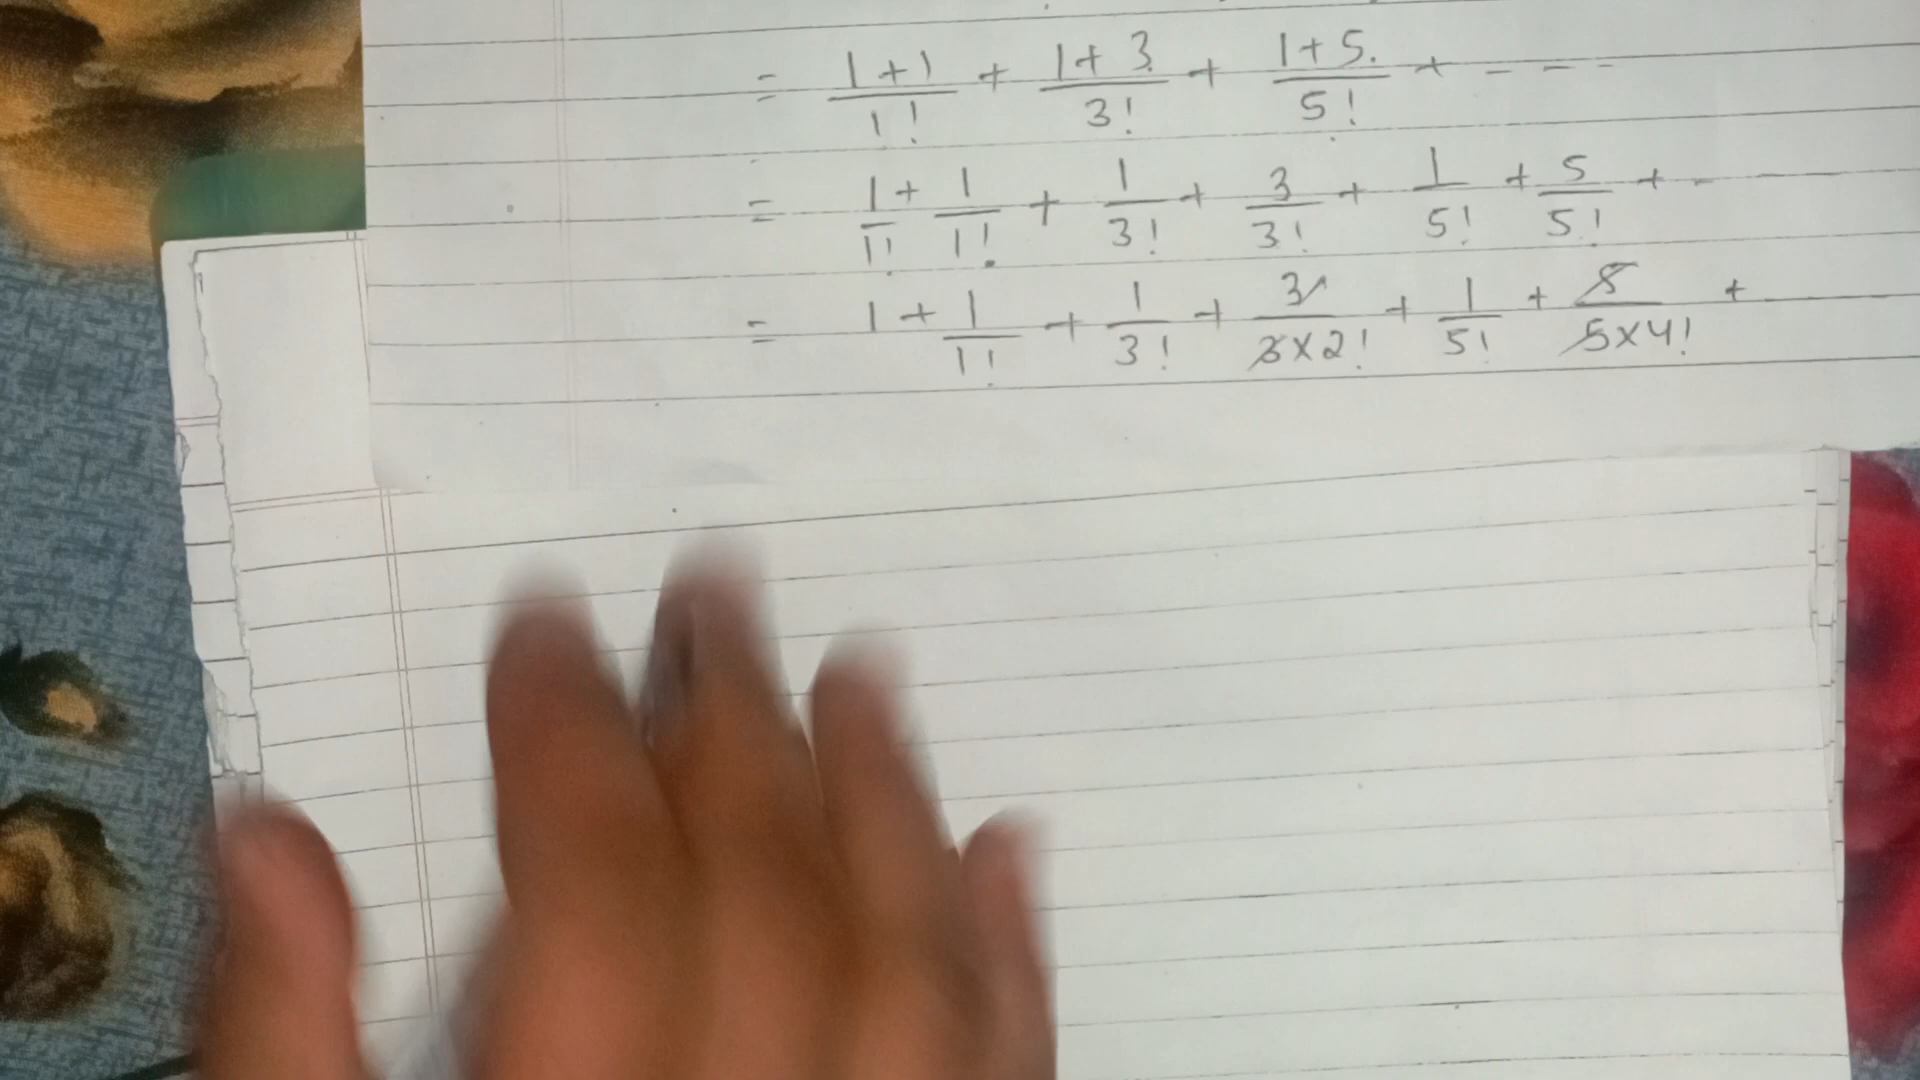 = (1+1)/1! + (1+3)/3! + (1+5.)/5! + - - -
= 1/1! + 1/1! + 1/3! + 3/3! + 1/5! + 5/5! + -
= 1 + 1/1! + 1/3! + 3/(3×2!) + 1/5! + 5/(5×4!) +